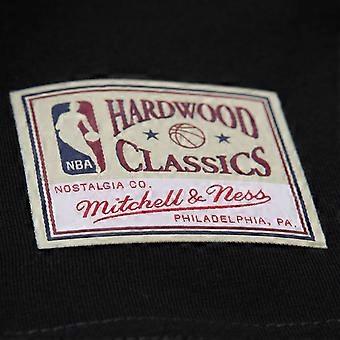 HARDWOOD
CLASSICS
NBA
NOSTALGIA CO.
Mitchell & Ness
PHILADELPHIA, PA.